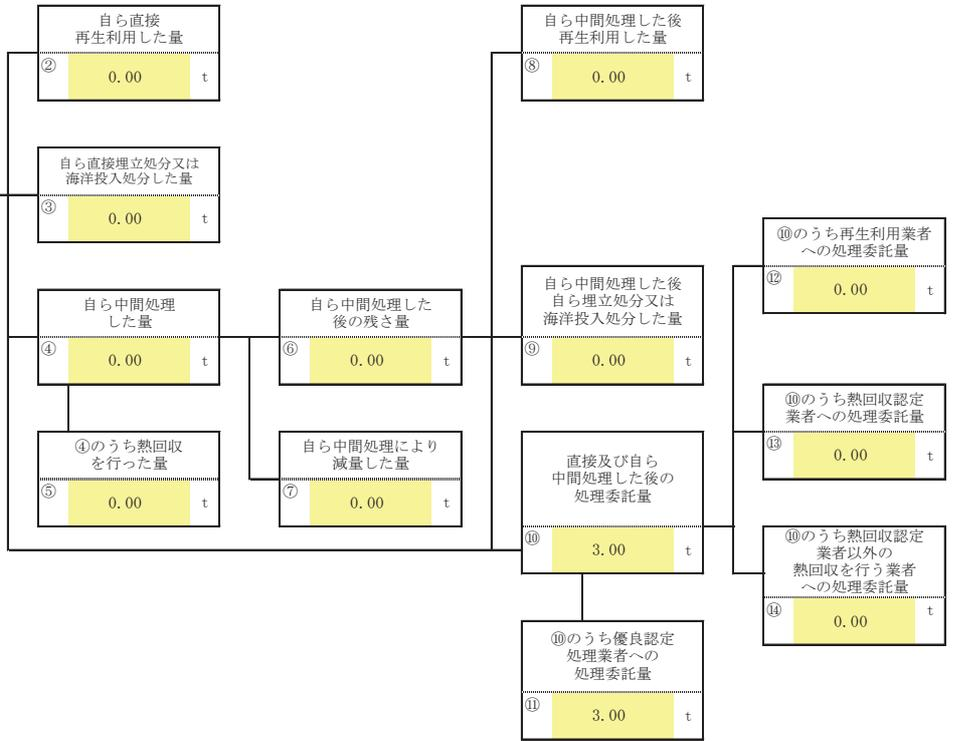 自ら直接
再生利用した量
② 0.00 t
自ら直接埋立処分又は
海洋投入処分した量
③ 0.00 t
自ら中間処理
した量
④ 0.00 t
④のうち熱回収
を行った量
⑤ 0.00 t
自ら中間処理した
後の残さ量
⑥ 0.00 t
自ら中間処理により
減量した量
⑦ 0.00 t
自ら中間処理した後
再生利用した量
⑧ 0.00 t
自ら中間処理した後
自ら埋立処分又は
海洋投入処分した量
⑨ 0.00 t
直接及び自ら
中間処理した後の
処理委託量
⑩ 3.00 t
⑩のうち優良認定
処理業者への
処理委託量
⑪ 3.00 t
⑩のうち再生利用業者
への処理委託量
⑫ 0.00 t
⑩のうち熱回収認定
業者への処理委託量
⑬ 0.00 t
⑩のうち熱回収認定
業者以外の
熱回収を行う業者
への処理委託量
⑭ 0.00 t